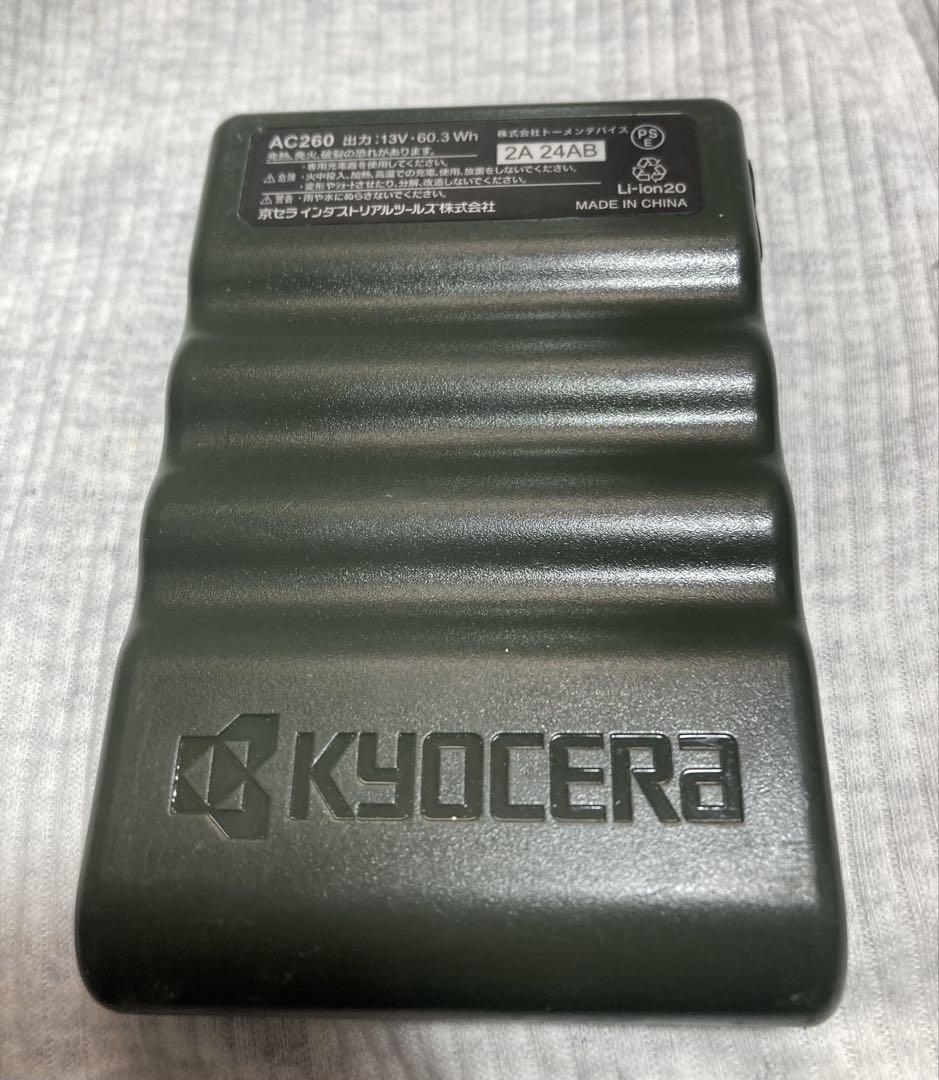 AC260 出力:13V・60.3 Wh
発熱、発火、破裂の恐れがあります。
⚠危険
・専用充電器を使用してください。
・火中投入、加熱、高温での充電、使用、放置をしないでください。
・変形やショートさせたり、分解、改造しないでください。
⚠警告・雨や水にぬらさないでください。
京セラ インダストリアルツールズ株式会社
株式会社トーメンデバイス
2A 24AB
PS
E
Li-ion20
MADE IN CHINA
KYOCERa